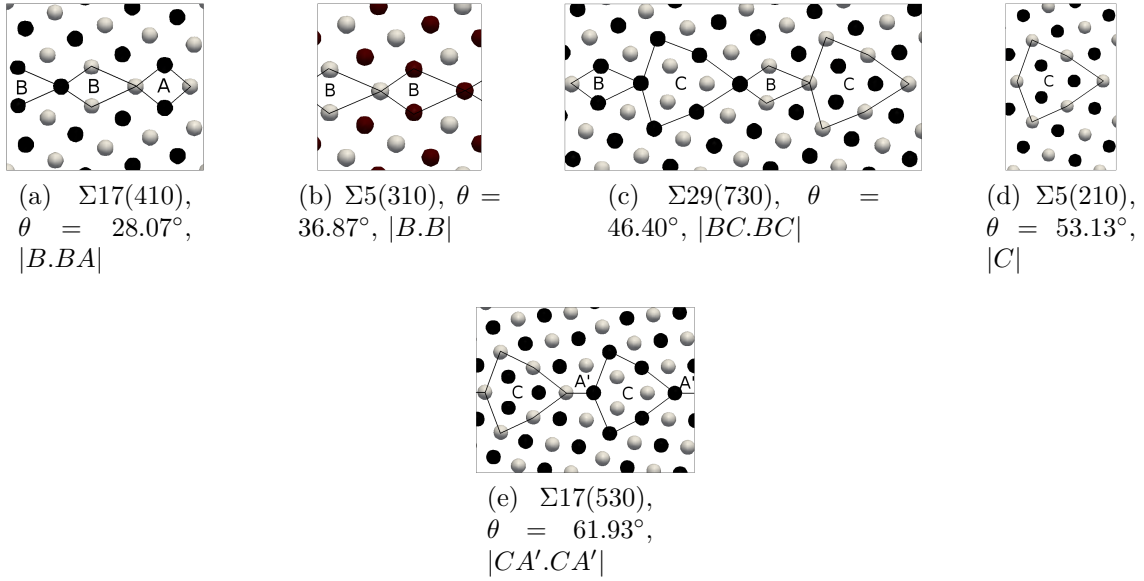 B B A
B B
B C B C
C
(a) Σ17(410),
θ = 28.07°,
|B.BA|
(b) Σ5(310), θ =
36.87°, |B.B|
(c) Σ29(730), θ =
46.40°, |BC.BC|
(d) Σ5(210),
θ = 53.13°,
|C|
C A' C A'
(e) Σ17(530),
θ = 61.93°,
|CA′.CA′|